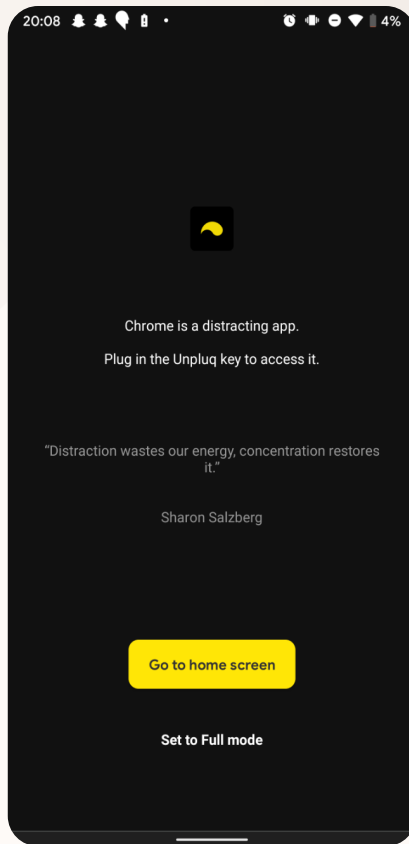 20:08
4%
Chrome is a distracting app.
Plug in the Unpluq key to access it.
“Distraction wastes our energy, concentration restores
it.”
Sharon Salzberg
Go to home screen
Set to Full mode